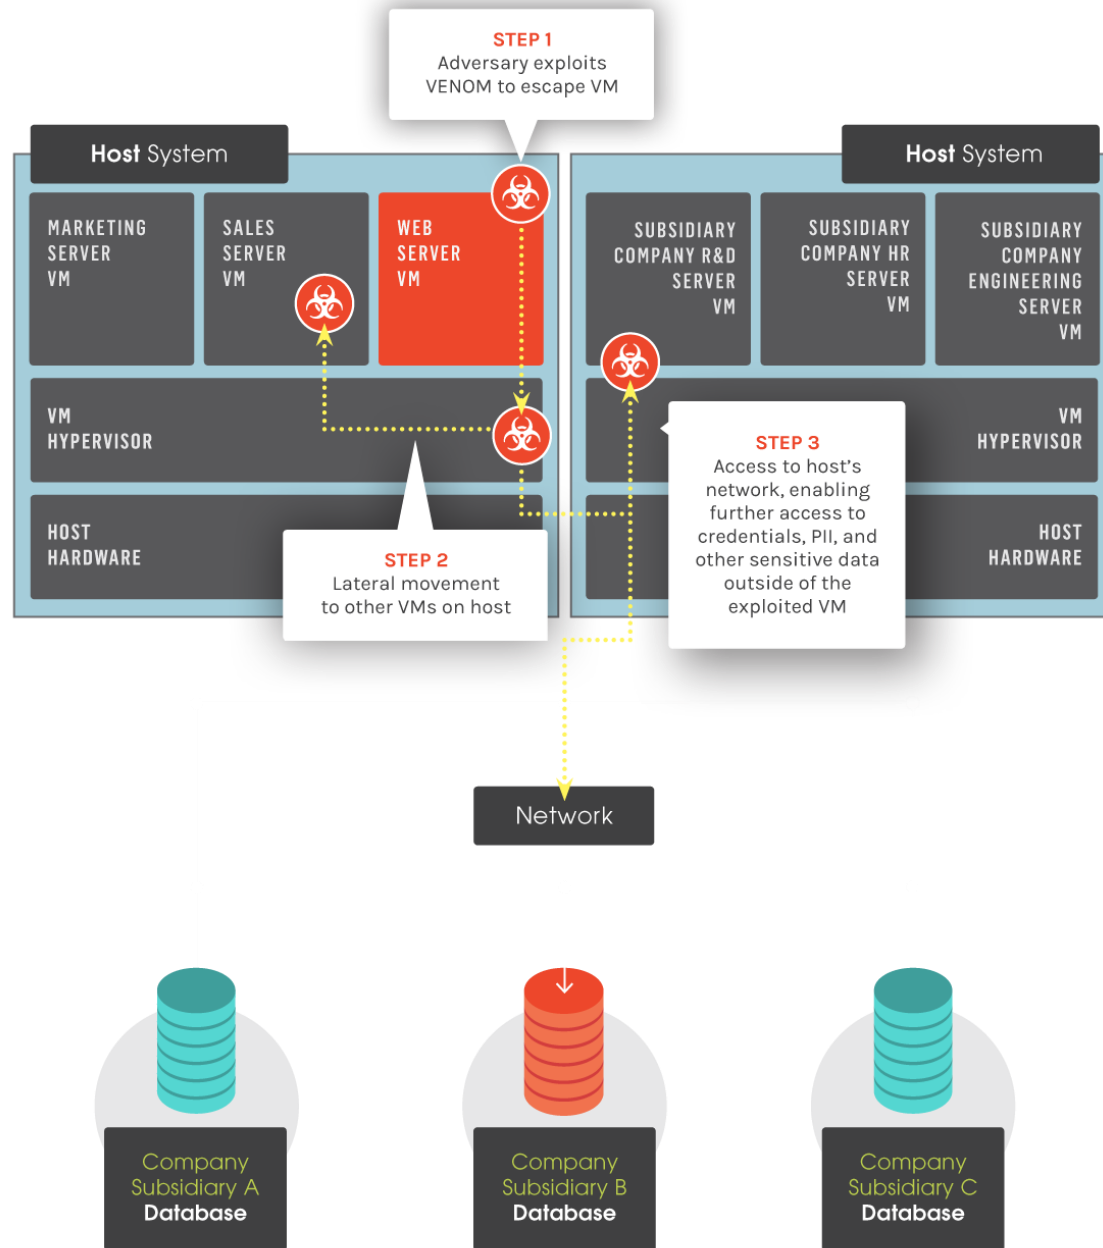 STEP 1
Adversary exploits
VENOM to escape VM
Host System
Host System
MARKETING
SERVER
VM
SALES
SERVER
VM
WEB
SERVER
VM
SUBSIDIARY
COMPANY R&D
SERVER
VM
SUBSIDIARY
COMPANY HR
SERVER
VM
SUBSIDIARY
COMPANY
ENGINEERING
SERVER
VM
VM
HYPERVISOR
VM
HYPERVISOR
STEP 3
Access to host's
network, enabling
further access to
credentials, PII, and
other sensitive data
outside of the
exploited VM
HOST
HARDWARE
STEP 2
Lateral movement
to other VMs on host
HOST
HARDWARE
Network
Company
Subsidiary A
Database
Company
Subsidiary B
Database
Company
Subsidiary C
Database